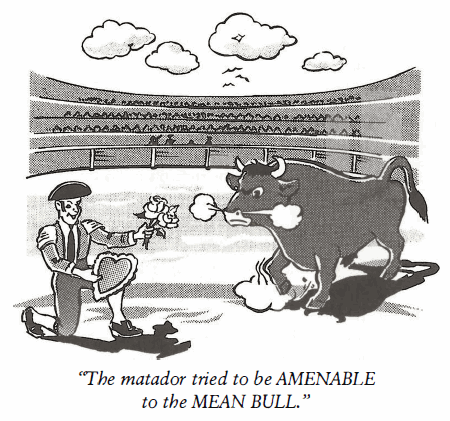 “The matador tried to be AMENABLE
to the MEAN BULL.”